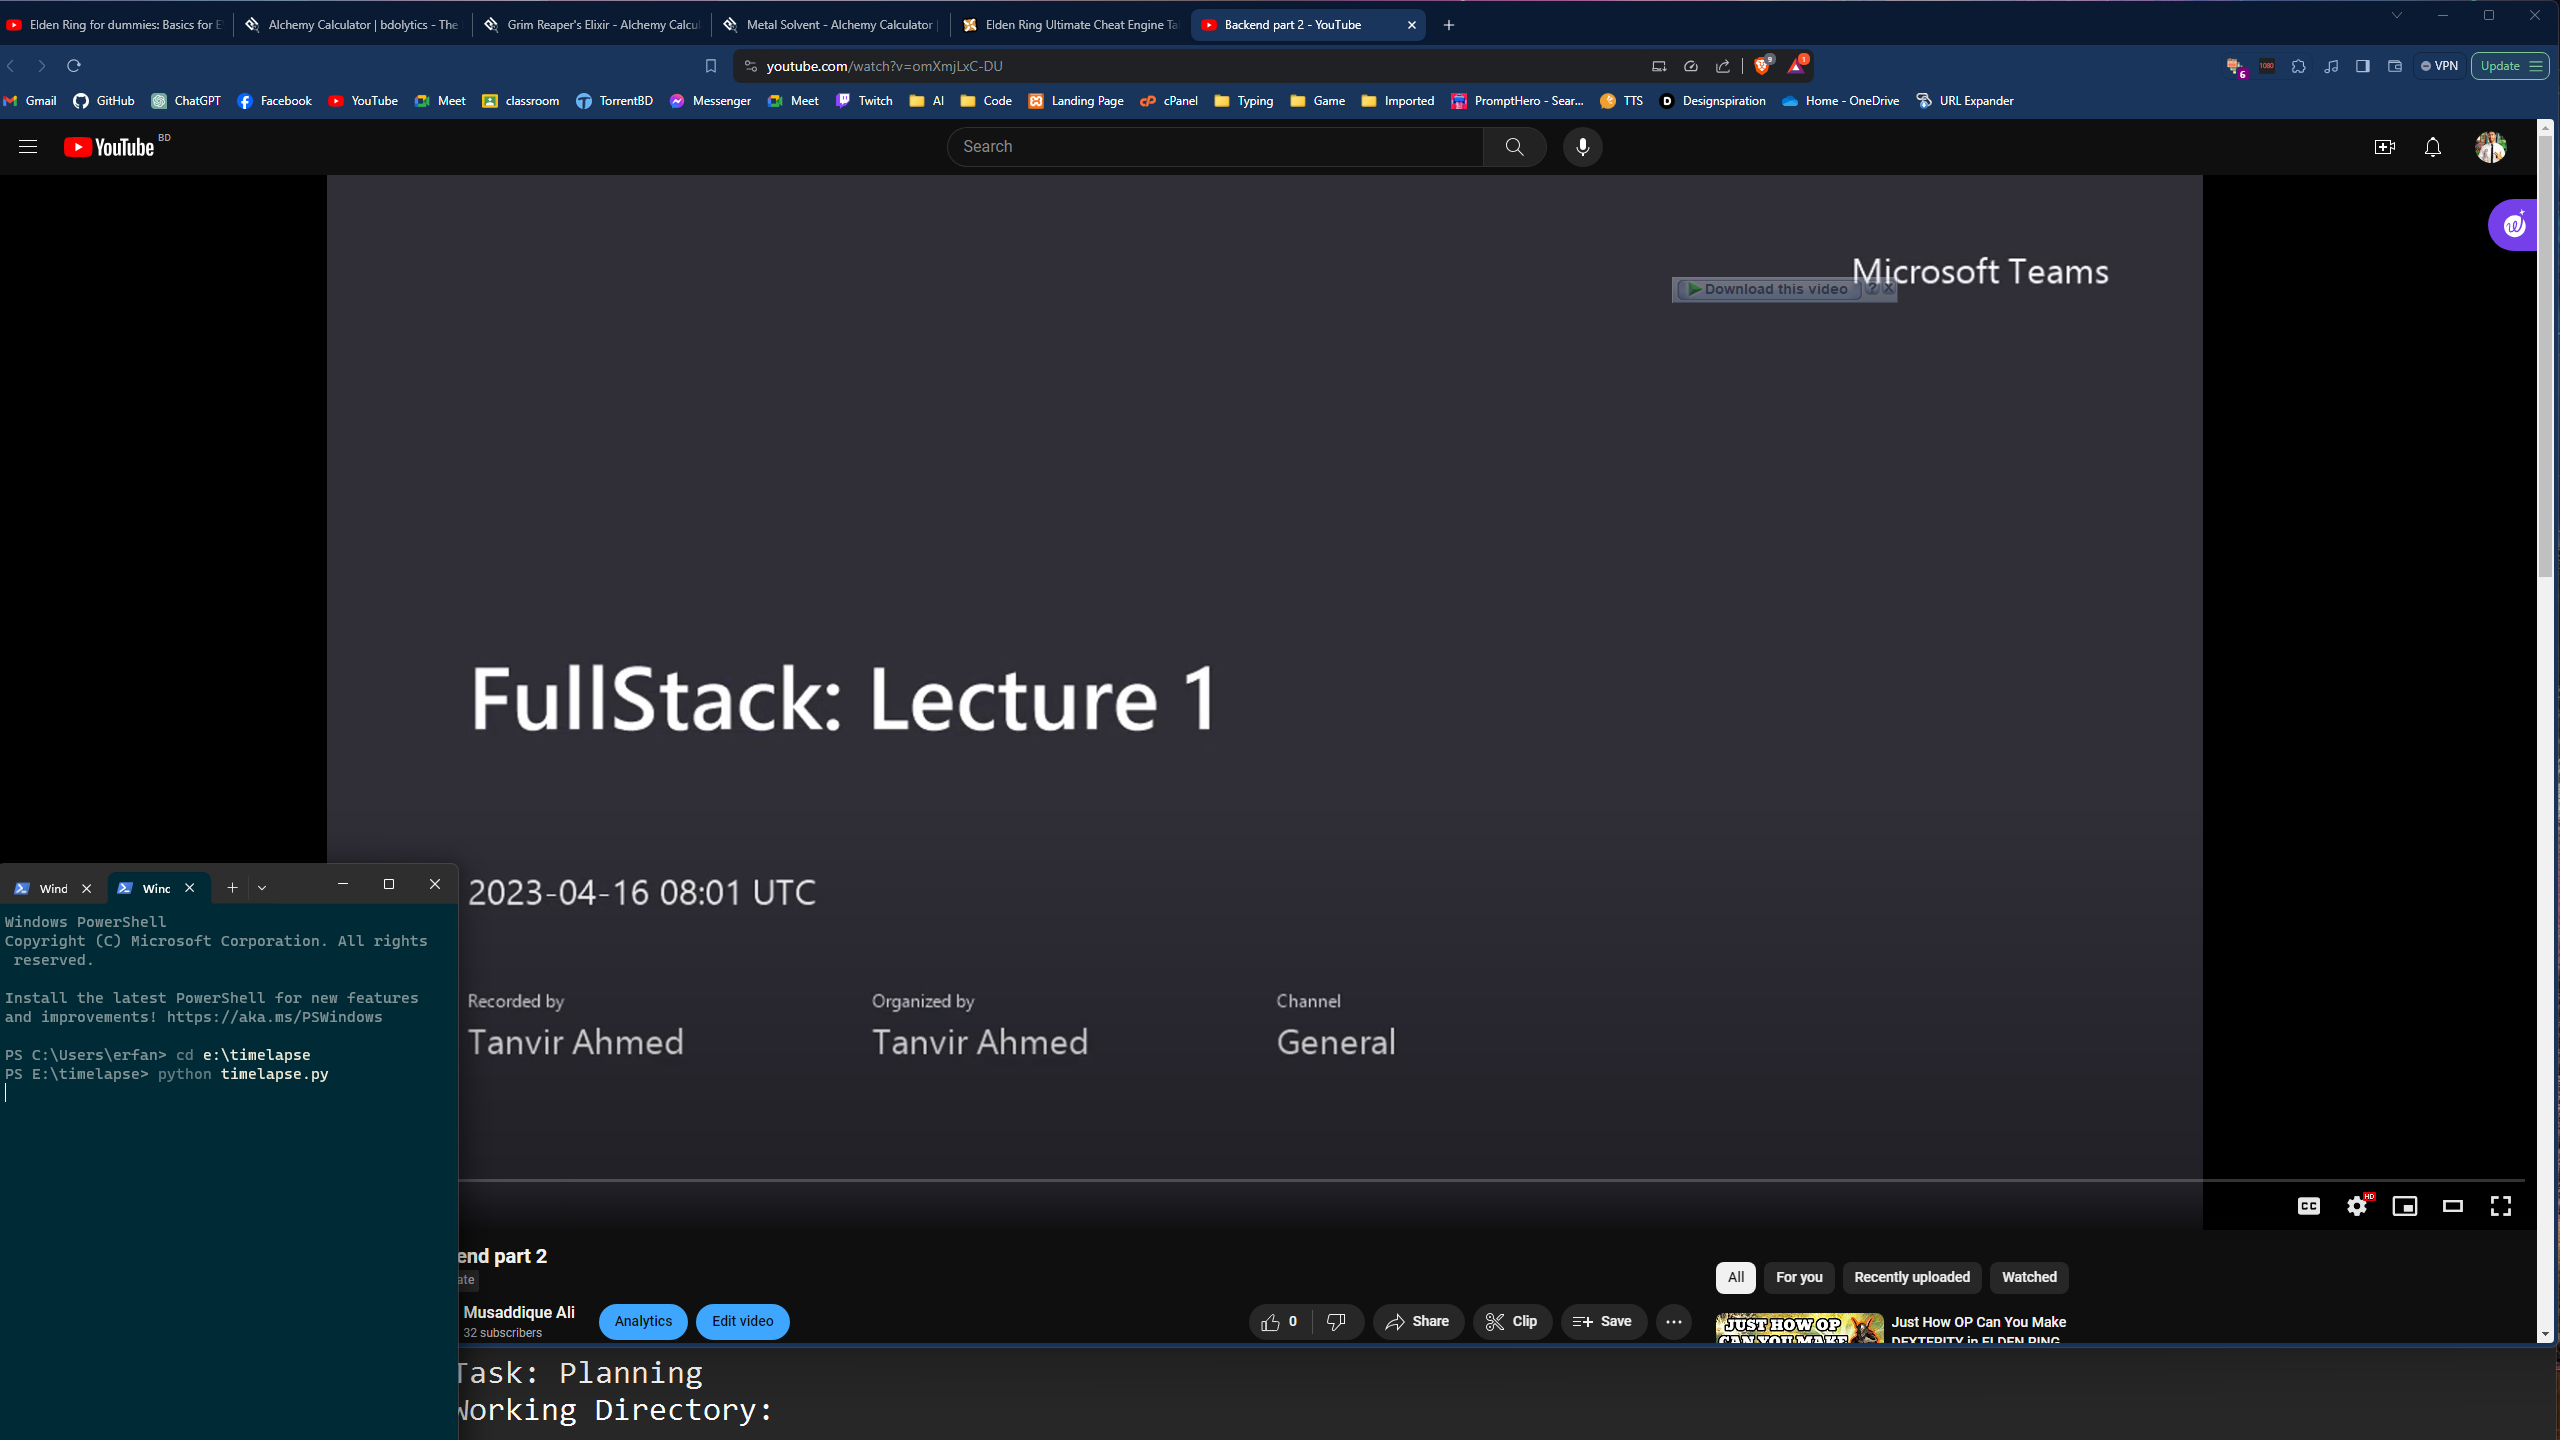 Elden Ring for dummies: Basics for E
Alchemy Calculator | bdolytics - The
Grim Reaper's Elixir - Alchemy Calcu
Metal Solvent - Alchemy Calculator |
Elden Ring Ultimate Cheat Engine Ta
Backend part 2 - YouTube
youtube.com/watch?v=omXmjLxC-DU
9
1
6
1080
VPN
Update
Gmail
GitHub
ChatGPT
Facebook
YouTube
Meet
classroom
TorrentBD
Messenger
Meet
Twitch
AI
Code
Landing Page
cPanel
Typing
Game
Imported
PromptHero - Sear...
TTS
Designspiration
Home - OneDrive
URL Expander
YouTube BD
Search
Microsoft Teams
Download this video
FullStack: Lecture 1
2023-04-16 08:01 UTC
Recorded by
Tanvir Ahmed
Organized by
Tanvir Ahmed
Channel
General
Wind
Winc
Windows PowerShell
Copyright (C) Microsoft Corporation. All rights
reserved.
Install the latest PowerShell for new features
and improvements! https://aka.ms/PSWindows
PS C:\Users\erfan> cd e:\timelapse
PS E:\timelapse> python timelapse.py
CC
HD
end part 2
ate
Musaddique Ali
32 subscribers
Analytics
Edit video
0
Share
Clip
Save
All
For you
Recently uploaded
Watched
JUST HOW OP
CAN YOU MAKE
Just How OP Can You Make
DEXTERITY in ELDEN RING
Task: Planning
Working Directory: